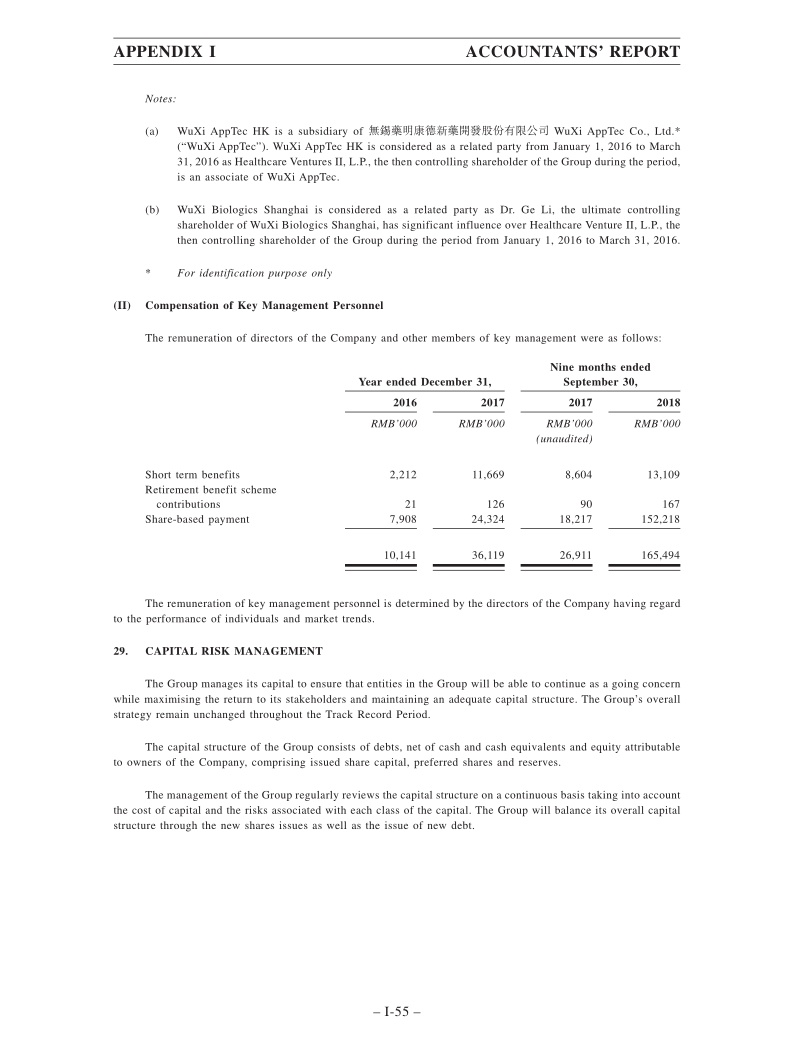 APPENDIX I ACCOUNTANTS’ REPORT
Notes:
(a) WuXi AppTec HK is a subsidiary of 無錫藥明康德新藥開發股份有限公司 WuXi AppTec Co., Ltd.*
(“WuXi AppTec”). WuXi AppTec HK is considered as a related party from January 1, 2016 to March
31, 2016 as Healthcare Ventures II, L.P., the then controlling shareholder of the Group during the period,
is an associate of WuXi AppTec.
(b) WuXi Biologics Shanghai is considered as a related party as Dr. Ge Li, the ultimate controlling
shareholder of WuXi Biologics Shanghai, has significant influence over Healthcare Venture II, L.P., the
then controlling shareholder of the Group during the period from January 1, 2016 to March 31, 2016.
* For identification purpose only
(II) Compensation of Key Management Personnel
The remuneration of directors of the Company and other members of key management were as follows:
Nine months ended
Year ended December 31, September 30,
2016 2017 2017 2018
RMB’000 RMB’000 RMB’000 RMB’000
(unaudited)
Short term benefits 2,212 11,669 8,604 13,109
Retirement benefit scheme
contributions 21 126 90 167
Share-based payment 7,908 24,324 18,217 152,218
10,141 36,119 26,911 165,494
The remuneration of key management personnel is determined by the directors of the Company having regard
to the performance of individuals and market trends.
29. CAPITAL RISK MANAGEMENT
The Group manages its capital to ensure that entities in the Group will be able to continue as a going concern
while maximising the return to its stakeholders and maintaining an adequate capital structure. The Group’s overall
strategy remain unchanged throughout the Track Record Period.
The capital structure of the Group consists of debts, net of cash and cash equivalents and equity attributable
to owners of the Company, comprising issued share capital, preferred shares and reserves.
The management of the Group regularly reviews the capital structure on a continuous basis taking into account
the cost of capital and the risks associated with each class of the capital. The Group will balance its overall capital
structure through the new shares issues as well as the issue of new debt.
– I-55 –